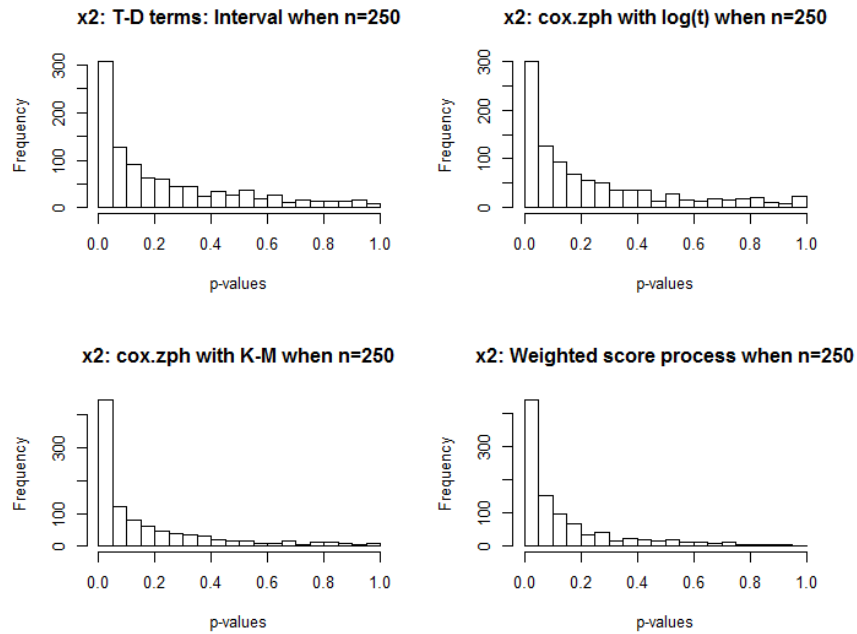 x2: T-D terms: Interval when n=250
Frequency
300
200
100
0
0.0 0.2 0.4 0.6 0.8 1.0
p-values
x2: cox.zph with log(t) when n=250
Frequency
300
200
100
0
0.0 0.2 0.4 0.6 0.8 1.0
p-values
x2: cox.zph with K-M when n=250
Frequency
300
100
0
0.0 0.2 0.4 0.6 0.8 1.0
p-values
x2: Weighted score process when n=250
Frequency
300
100
0
0.0 0.2 0.4 0.6 0.8 1.0
p-values